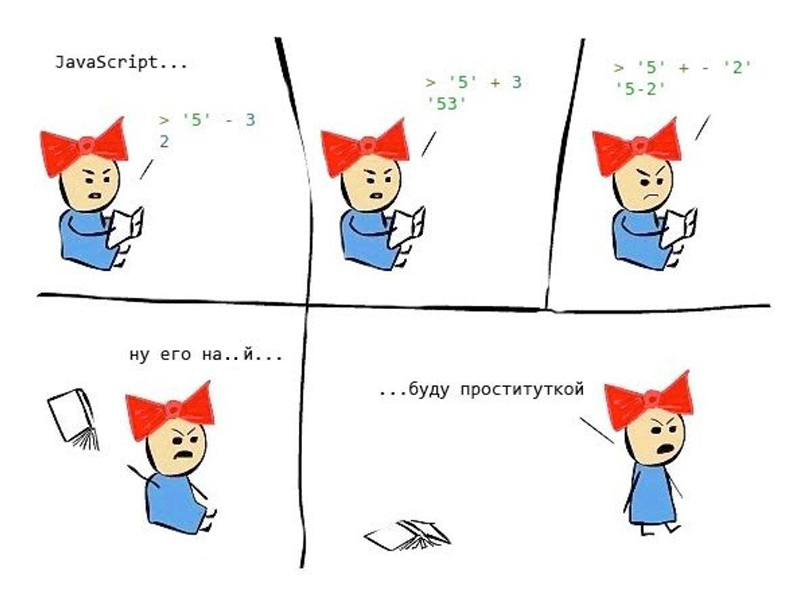 JavaScript...
> '5' - 3
2
> '5' + 3
'53'
> '5' + - '2'
'5-2'
ну его на..й...
...буду проституткой